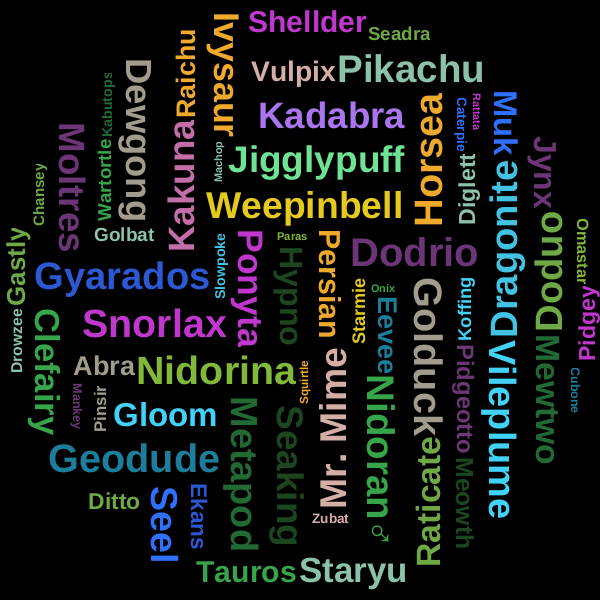 Shellder
Seadra
Ivysaur
Raichu
Vulpix
Pikachu
Dewgong
Kabutops
Kadabra
Horsea
Rattata
Caterpie
Muk
Moltres
Wartortle
Kakuna
Machop
Jigglypuff
Diglett
Jynx
Chansey
Weepinbell
Dragonite
Golbat
Gastly
Gyarados
Slowpoke
Ponyta
Paras
Hypno
Persian
Dodrio
Doduo
Omastar
Pidgey
Drowzee
Clefairy
Snorlax
Starmie
Onix
Eevee
Golduck
Koffing
Vileplume
Mewtwo
Cubone
Abra
Nidorina
Squirtle
Mr. Mime
Pidgeotto
Mankey
Pinsir
Gloom
Metapod
Seaking
Nidoran♂
Raticate
Meowth
Geodude
Ditto
Seel
Ekans
Zubat
Tauros
Staryu